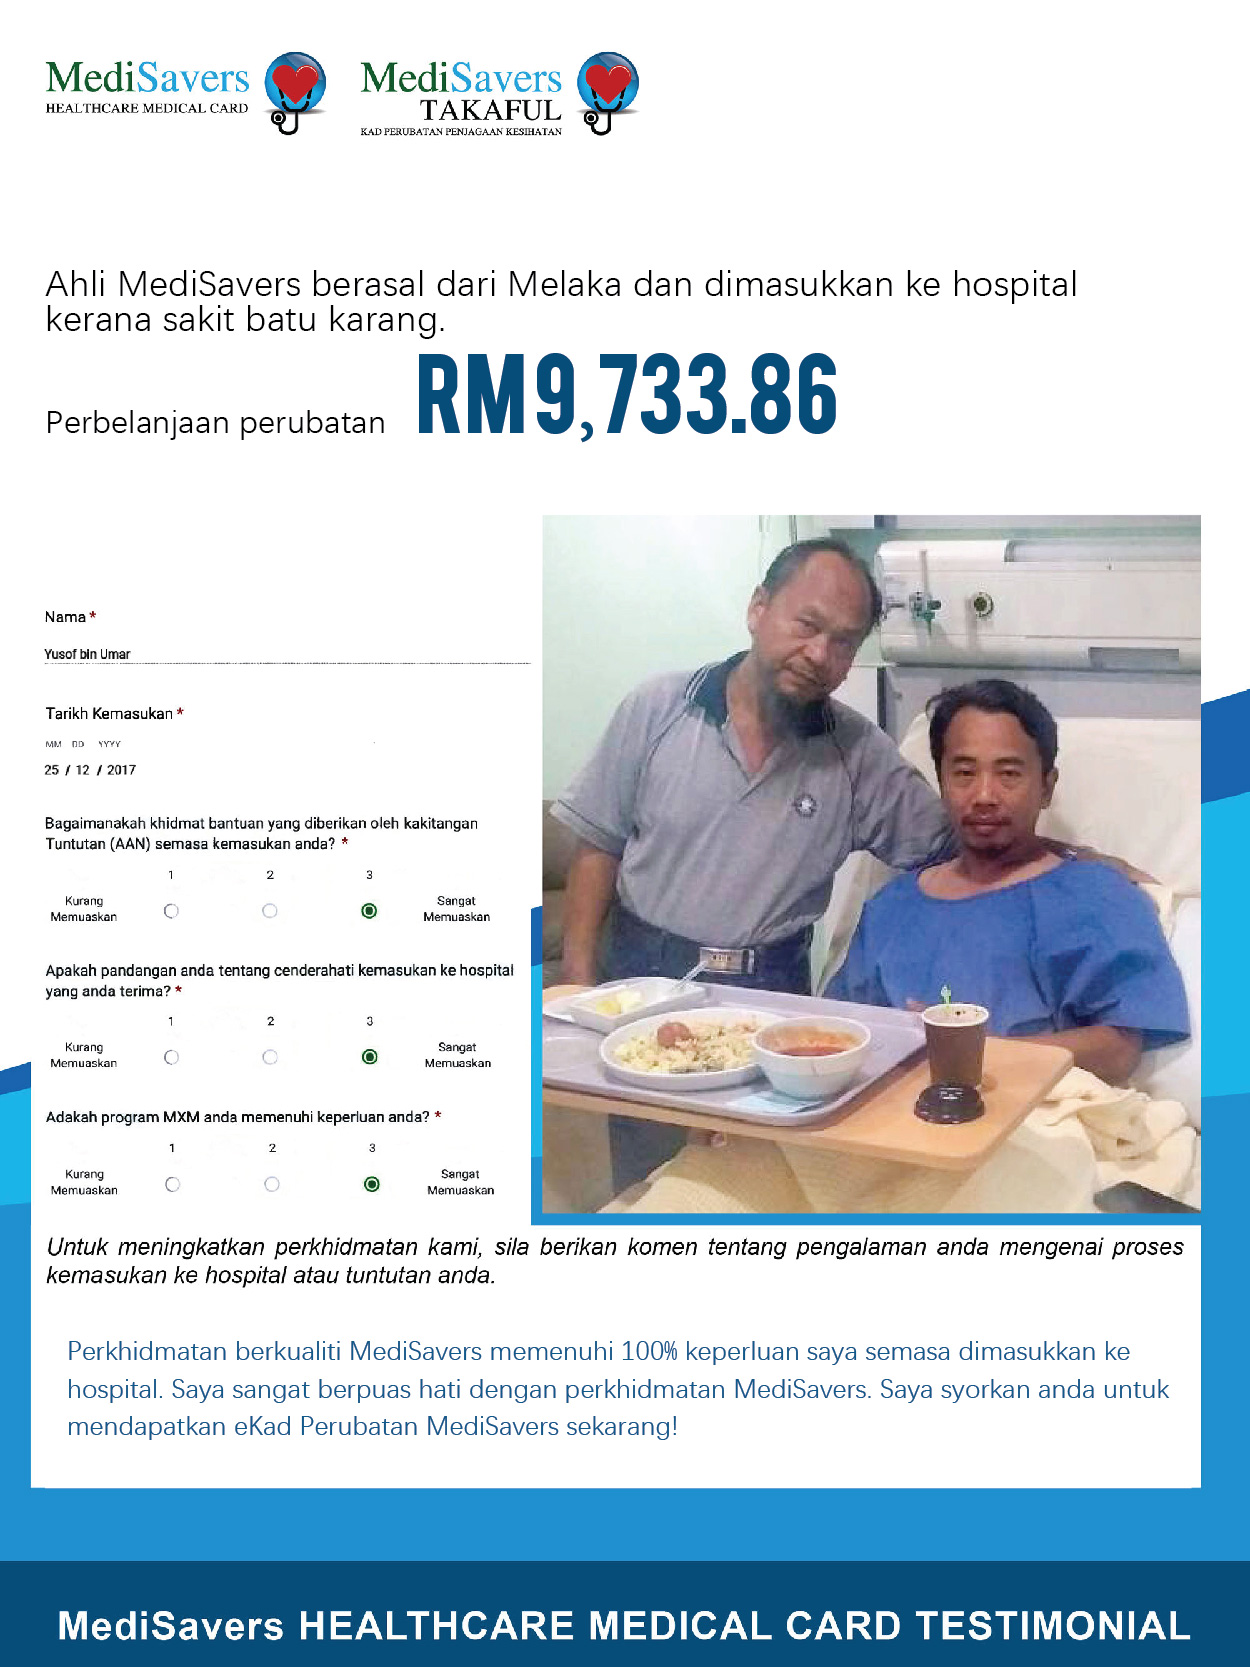 MediSavers
HEALTHCARE MEDICAL CARD
MediSavers
TAKAFUL
KAD PERUBATAN PENJAGAAN KESIHATAN
Ahli MediSavers berasal dari Melaka dan dimasukkan ke hospital
kerana sakit batu karang.
Perbelanjaan perubatan RM9,733.86
Nama *
Yusof bin Umar
Tarikh Kemasukan *
MM DD YYYY
25 / 12 / 2017
Bagaimanakah khidmat bantuan yang diberikan oleh kakitangan
Tuntutan (AAN) semasa kemasukan anda? *
1 2 3
Kurang Memuaskan
Sangat Memuaskan
Apakah pandangan anda tentang cenderahati kemasukan ke hospital
yang anda terima? *
1 2 3
Kurang Memuaskan
Sangat Memuaskan
Adakah program MXM anda memenuhi keperluan anda? *
1 2 3
Kurang Memuaskan
Sangat Memuaskan
Untuk meningkatkan perkhidmatan kami, sila berikan komen tentang pengalaman anda mengenai proses
kemasukan ke hospital atau tuntutan anda.
Perkhidmatan berkualiti MediSavers memenuhi 100% keperluan saya semasa dimasukkan ke
hospital. Saya sangat berpuas hati dengan perkhidmatan MediSavers. Saya syorkan anda untuk
mendapatkan eKad Perubatan MediSavers sekarang!
MediSavers HEALTHCARE MEDICAL CARD TESTIMONIAL